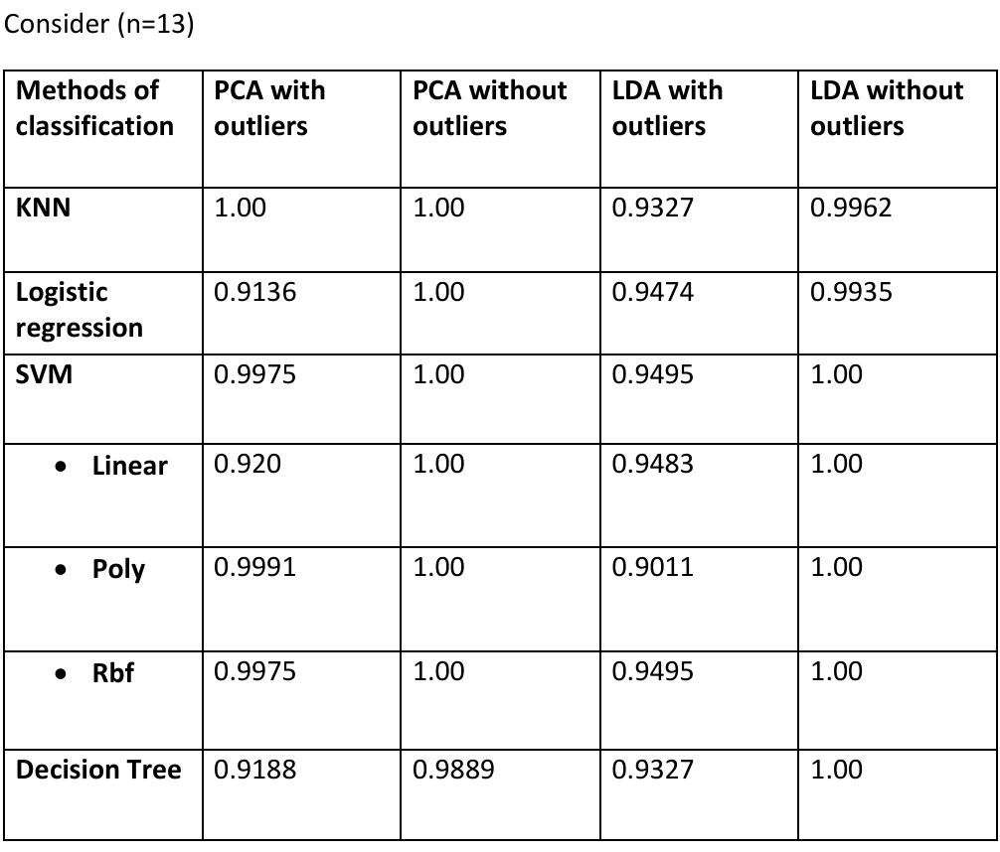 Consider (n=13)
Methods of classification | PCA with outliers | PCA without outliers | LDA with outliers | LDA without outliers
KNN | 1.00 | 1.00 | 0.9327 | 0.9962
Logistic regression | 0.9136 | 1.00 | 0.9474 | 0.9935
SVM | 0.9975 | 1.00 | 0.9495 | 1.00
• Linear | 0.920 | 1.00 | 0.9483 | 1.00
• Poly | 0.9991 | 1.00 | 0.9011 | 1.00
• Rbf | 0.9975 | 1.00 | 0.9495 | 1.00
Decision Tree | 0.9188 | 0.9889 | 0.9327 | 1.00